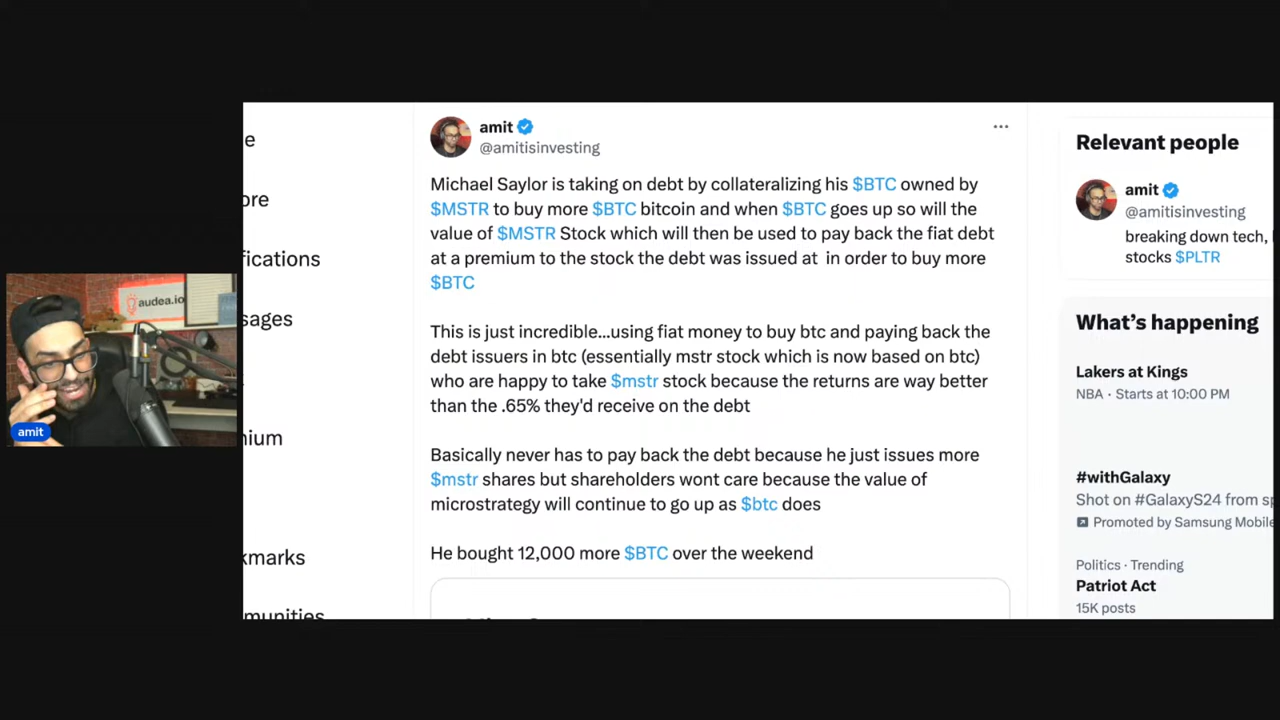 amit
@amitisinvesting
Michael Saylor is taking on debt by collateralizing his $BTC owned by
$MSTR to buy more $BTC bitcoin and when $BTC goes up so will the
value of $MSTR Stock which will then be used to pay back the fiat debt
at a premium to the stock the debt was issued at in order to buy more
$BTC
This is just incredible...using fiat money to buy btc and paying back the
debt issuers in btc (essentially mstr stock which is now based on btc)
who are happy to take $mstr stock because the returns are way better
than the .65% they'd receive on the debt
Basically never has to pay back the debt because he just issues more
$mstr shares but shareholders wont care because the value of
microstrategy will continue to go up as $btc does
He bought 12,000 more $BTC over the weekend
e
ore
fications
sages
nium
kmarks
munities
audea.io
amit
Relevant people
amit
@amitisinvesting
breaking down tech,
stocks $PLTR
What's happening
Lakers at Kings
NBA · Starts at 10:00 PM
#withGalaxy
Shot on #GalaxyS24 from sp
Promoted by Samsung Mobile
Politics · Trending
Patriot Act
15K posts